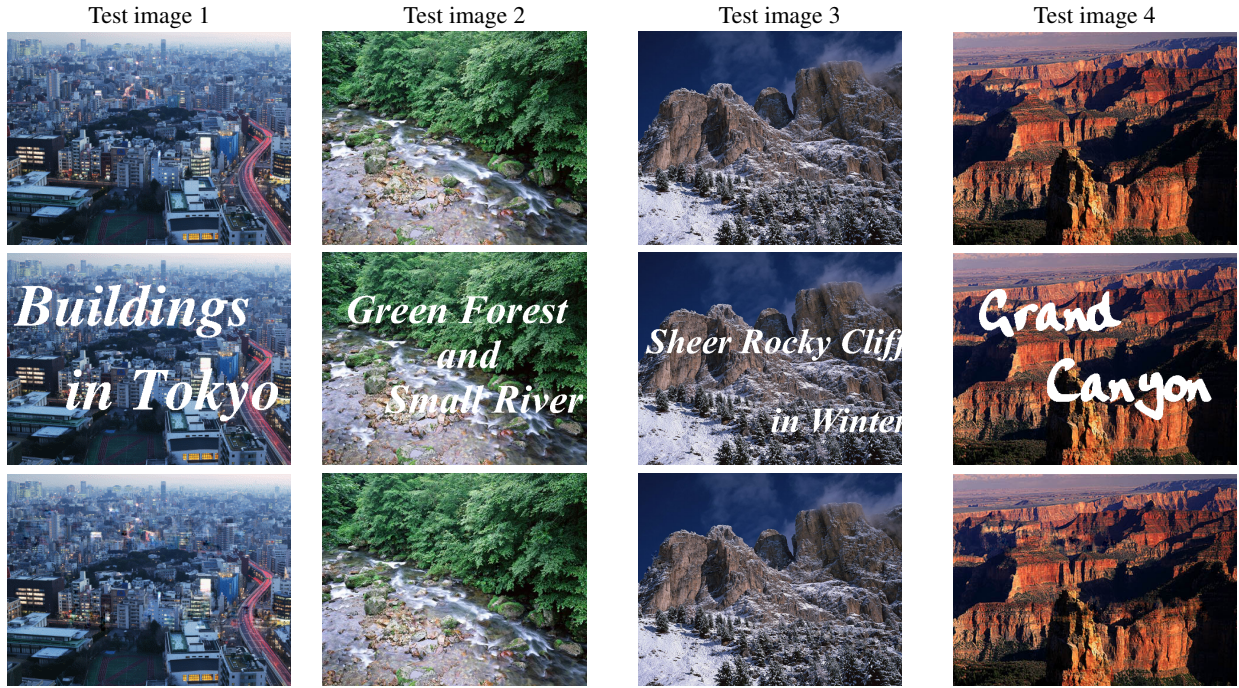 Test image 1
Test image 2
Test image 3
Test image 4
Buildings
in Tokyo
Green Forest
and
Small River
Sheer Rocky Cliff
in Winter
Grand
Canyon